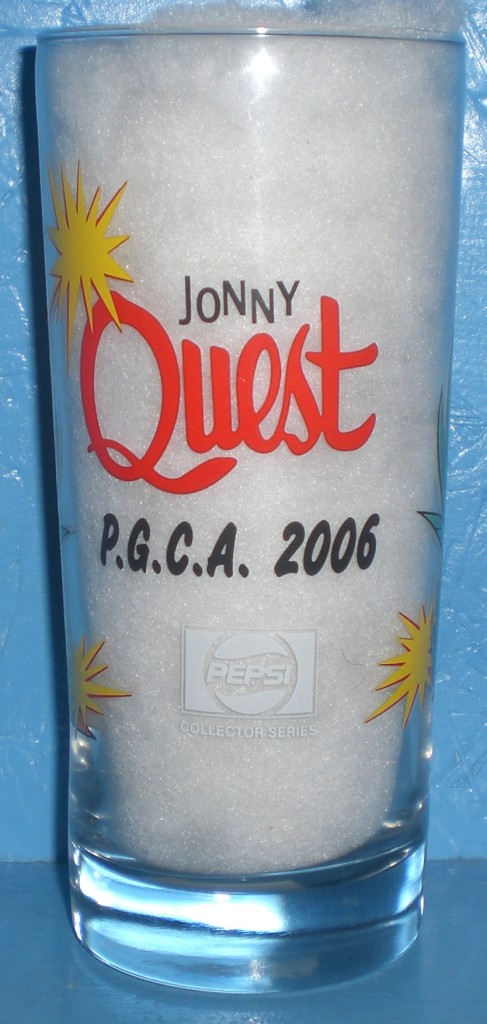 JONNY
Quest
P.G.C.A. 2006
PEPSI
COLLECTOR SERIES